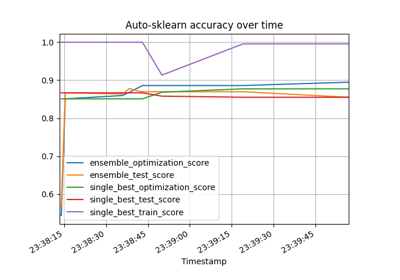 Auto-sklearn accuracy over time
1.0
0.9
0.8
0.7
0.6
ensemble_optimization_score
ensemble_test_score
single_best_optimization_score
single_best_test_score
single_best_train_score
23:38:15
23:38:30
23:38:45
23:39:00
23:39:15
23:39:30
23:39:45
Timestamp